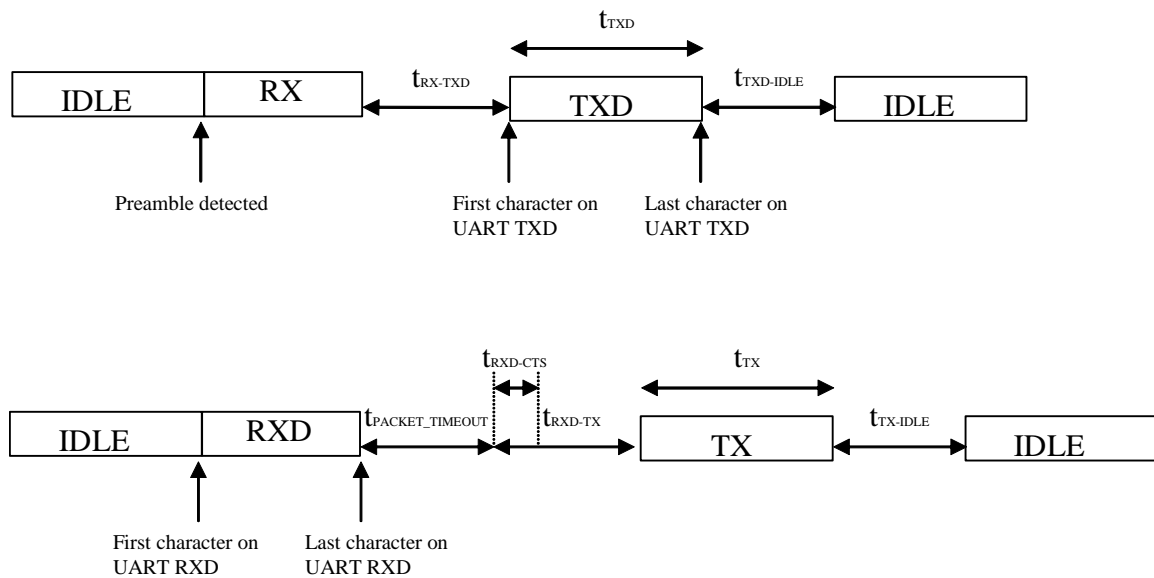 tTXD
tRX-TXD
tTXD-IDLE
IDLE
RX
TXD
IDLE
Preamble detected
First character on
UART TXD
Last character on
UART TXD
tRXD-CTS
tTX
tPACKET_TIMEOUT
tRXD-TX
tTX-IDLE
IDLE
RXD
TX
IDLE
First character on
UART RXD
Last character on
UART RXD